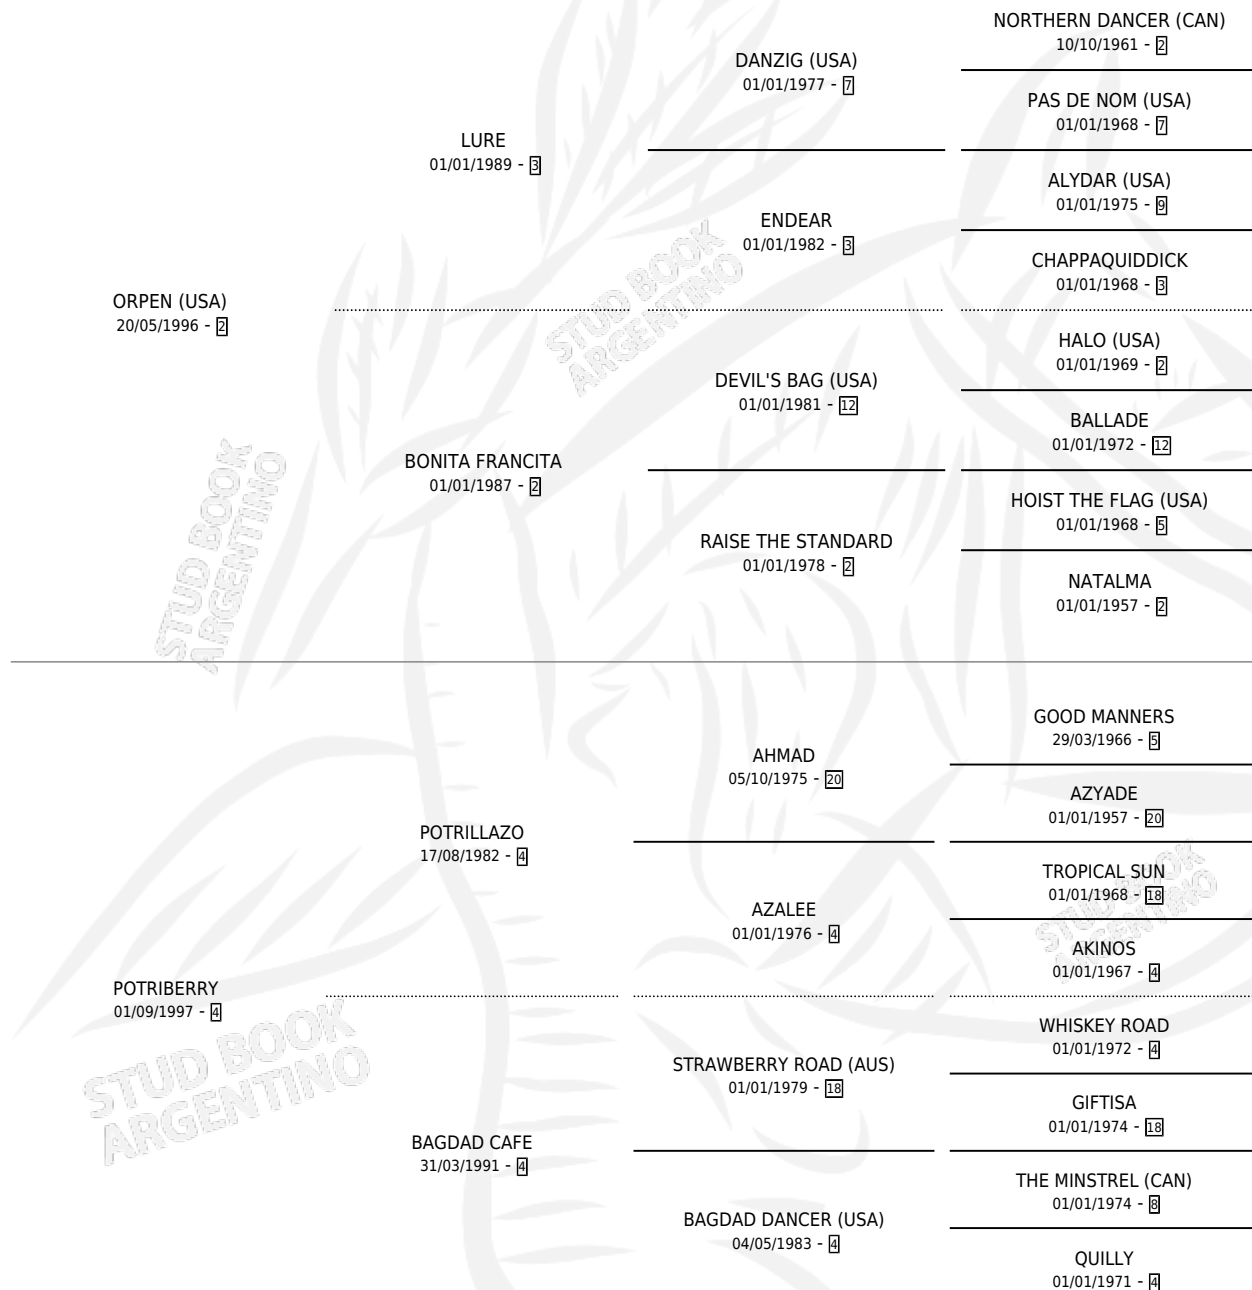 NORTHERN DANCER (CAN)
10/10/1961 - 2
DANZIG (USA)
01/01/1977 - 7
PAS DE NOM (USA)
01/01/1968 - 7
LURE
01/01/1989 - 3
ALYDAR (USA)
01/01/1975 - 9
ENDEAR
01/01/1982 - 3
CHAPPAQUIDDICK
01/01/1968 - 3
ORPEN (USA)
20/05/1996 - 2
HALO (USA)
01/01/1969 - 2
DEVIL'S BAG (USA)
01/01/1981 - 12
BALLADE
01/01/1972 - 12
BONITA FRANCITA
01/01/1987 - 2
HOIST THE FLAG (USA)
01/01/1968 - 5
RAISE THE STANDARD
01/01/1978 - 2
NATALMA
01/01/1957 - 2
STUD BOOK
ARGENTINO
STUD BOOK
ARGENTINO
GOOD MANNERS
29/03/1966 - 5
AHMAD
05/10/1975 - 20
AZYADE
01/01/1957 - 20
POTRILLAZO
17/08/1982 - 4
TROPICAL SUN
01/01/1968 - 18
AZALEE
01/01/1976 - 4
AKINOS
01/01/1967 - 4
POTRIBERRY
01/09/1997 - 4
WHISKEY ROAD
01/01/1972 - 4
STRAWBERRY ROAD (AUS)
01/01/1979 - 18
GIFTISA
01/01/1974 - 18
BAGDAD CAFE
31/03/1991 - 4
THE MINSTREL (CAN)
01/01/1974 - 8
BAGDAD DANCER (USA)
04/05/1983 - 4
QUILLY
01/01/1971 - 4
STUD BOOK
ARGENTINO
STUD BOOK
ARGENTINO